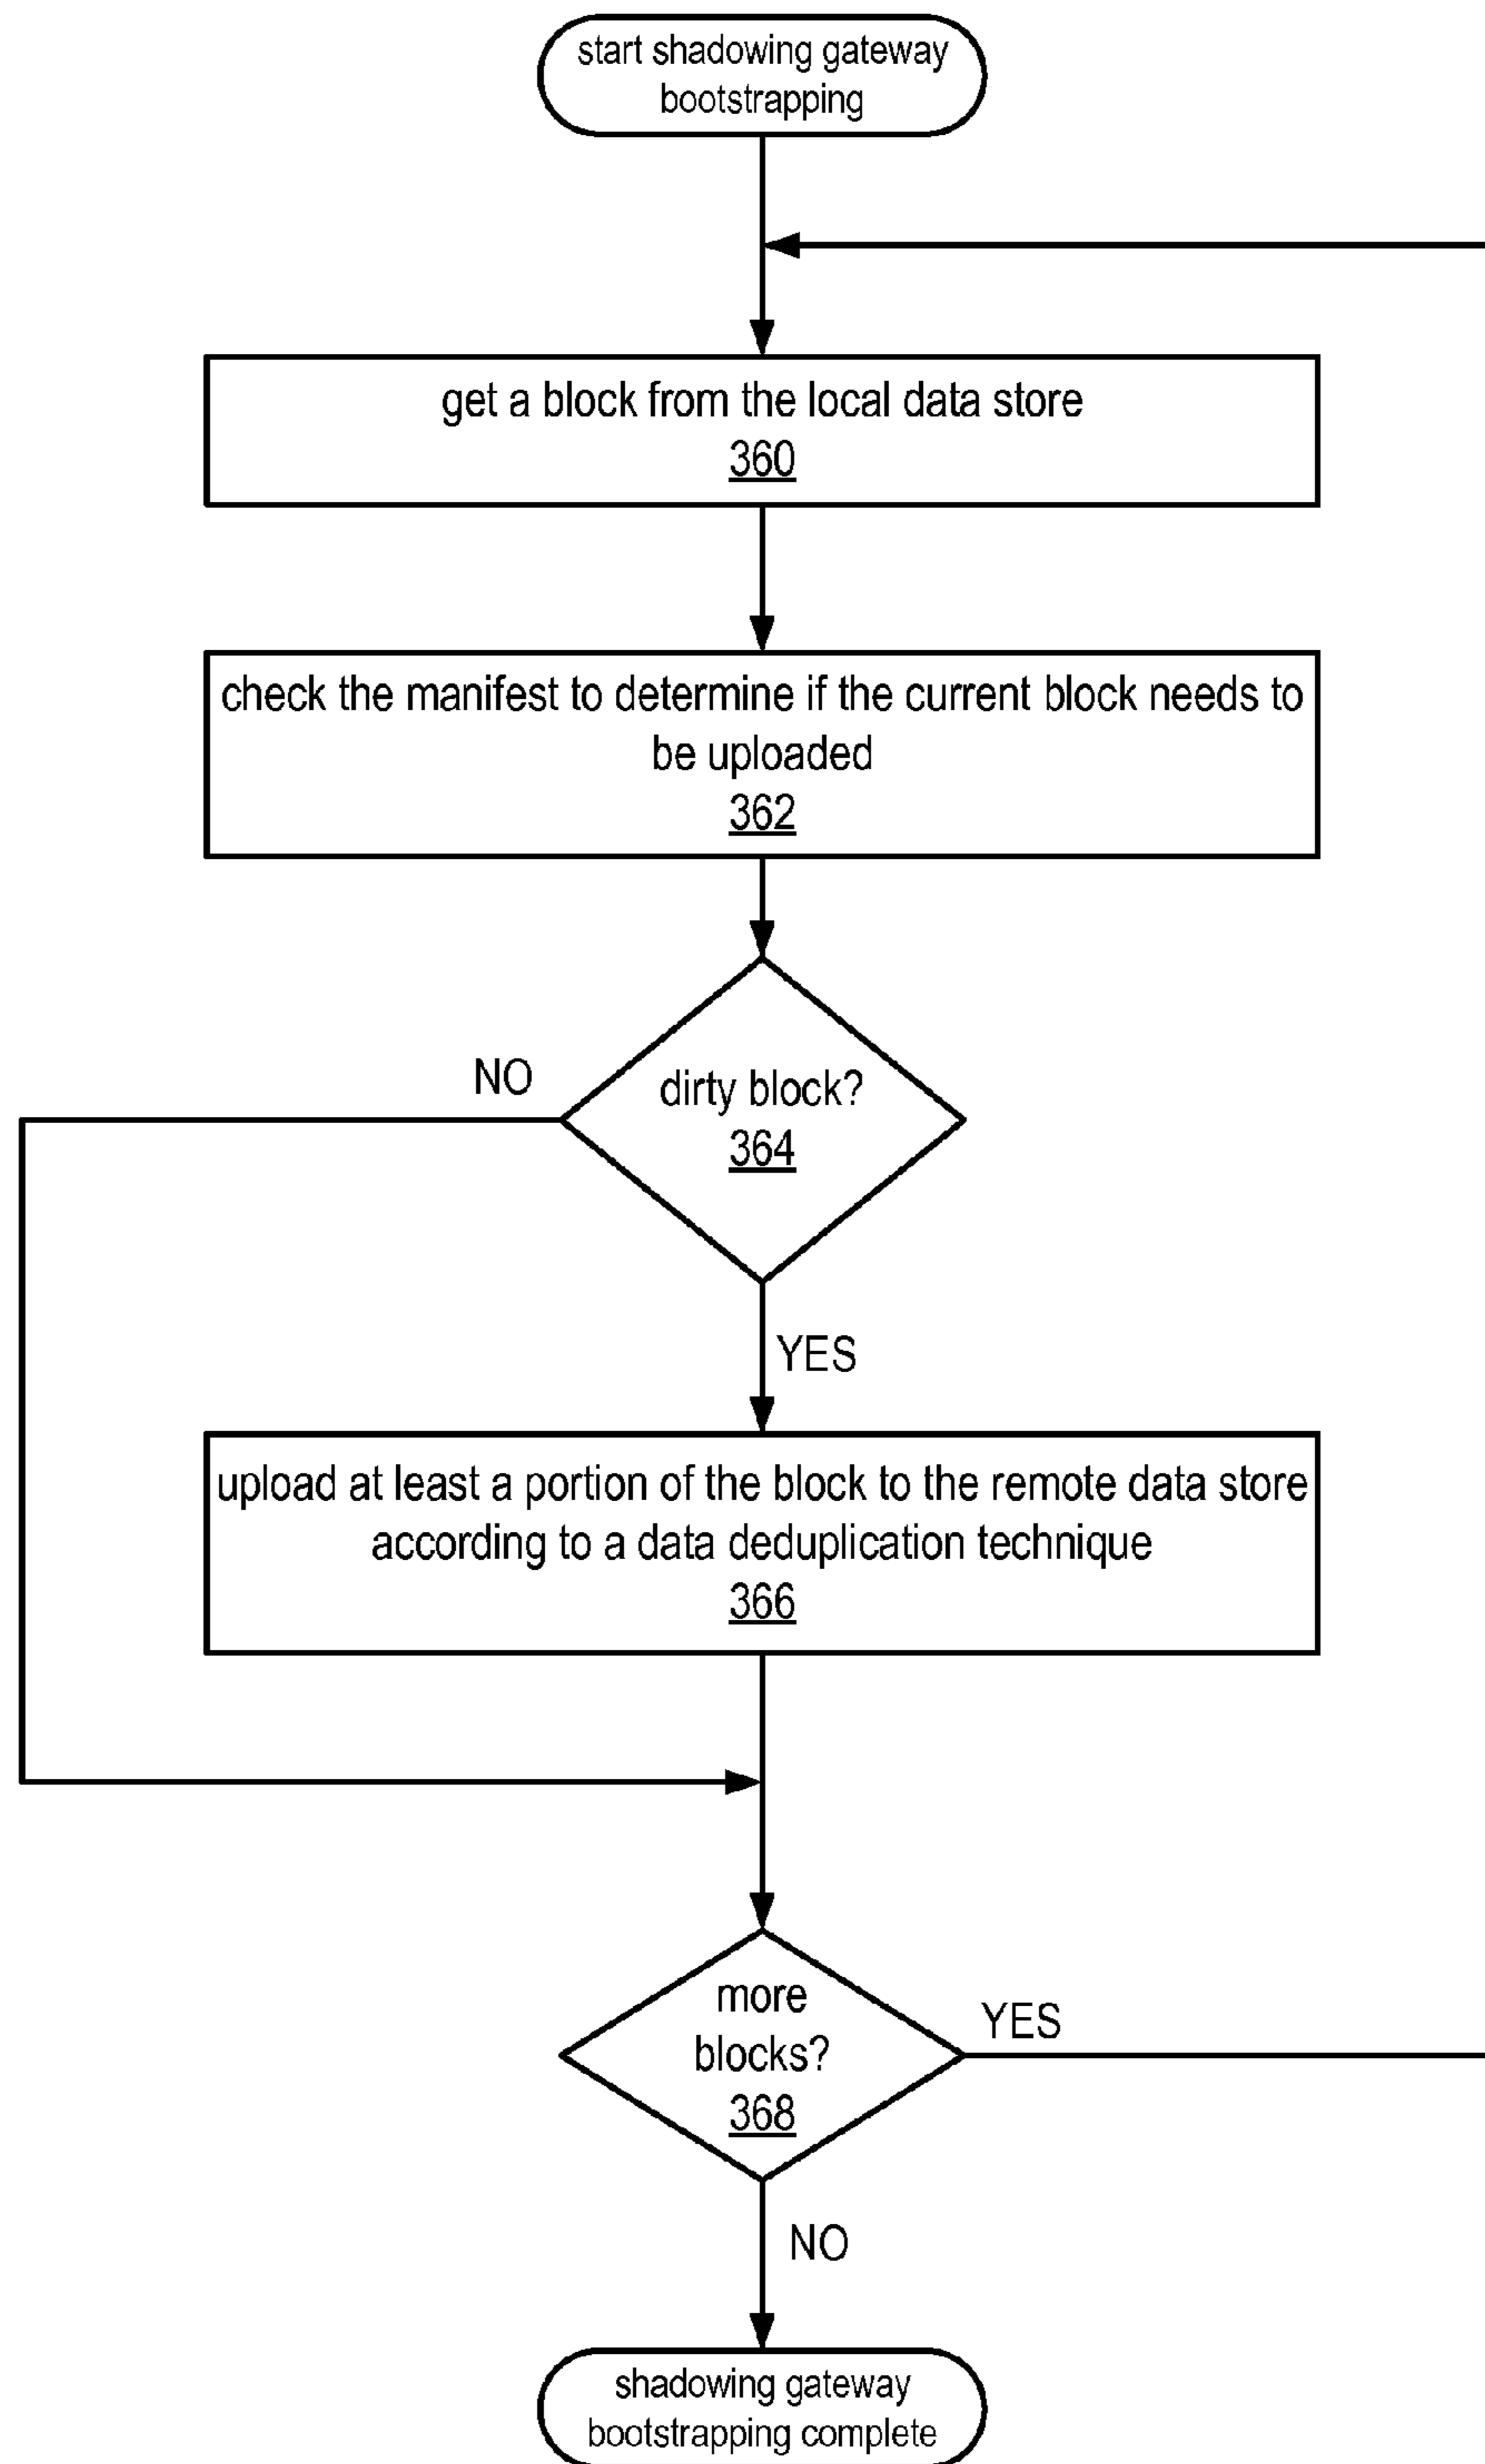 start shadowing gateway
bootstrapping
get a block from the local data store
360
check the manifest to determine if the current block needs to
be uploaded
362
NO
dirty block?
364
YES
upload at least a portion of the block to the remote data store
according to a data deduplication technique
366
more
blocks?
368
YES
NO
shadowing gateway
bootstrapping complete